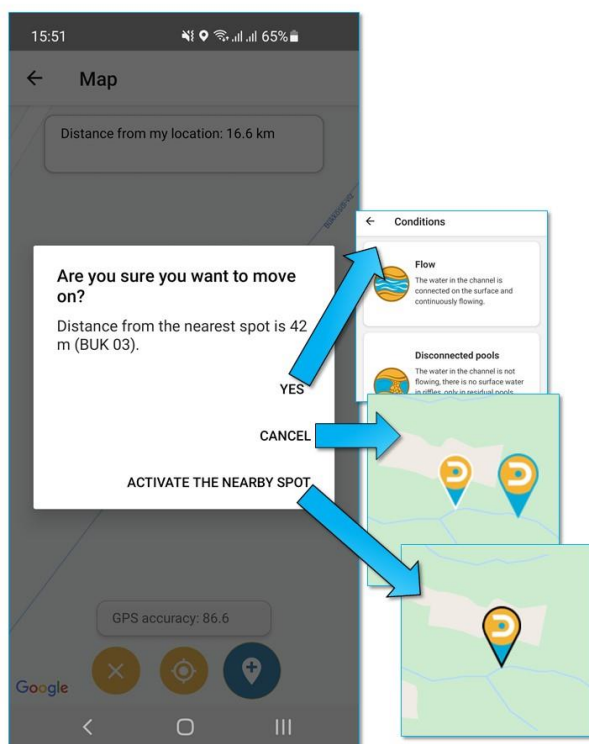 15:51
65%
Map
Distance from my location: 16.6 km
Are you sure you want to move
on?
Distance from the nearest spot is 42
m (BUK 03).
YES
CANCEL
ACTIVATE THE NEARBY SPOT
GPS accuracy: 86.6
Google
Conditions
Flow
The water in the channel is
connected on the surface and
continuously flowing.
Disconnected pools
The water in the channel is not
flowing, there is no surface water
in riffles, only in residual pools